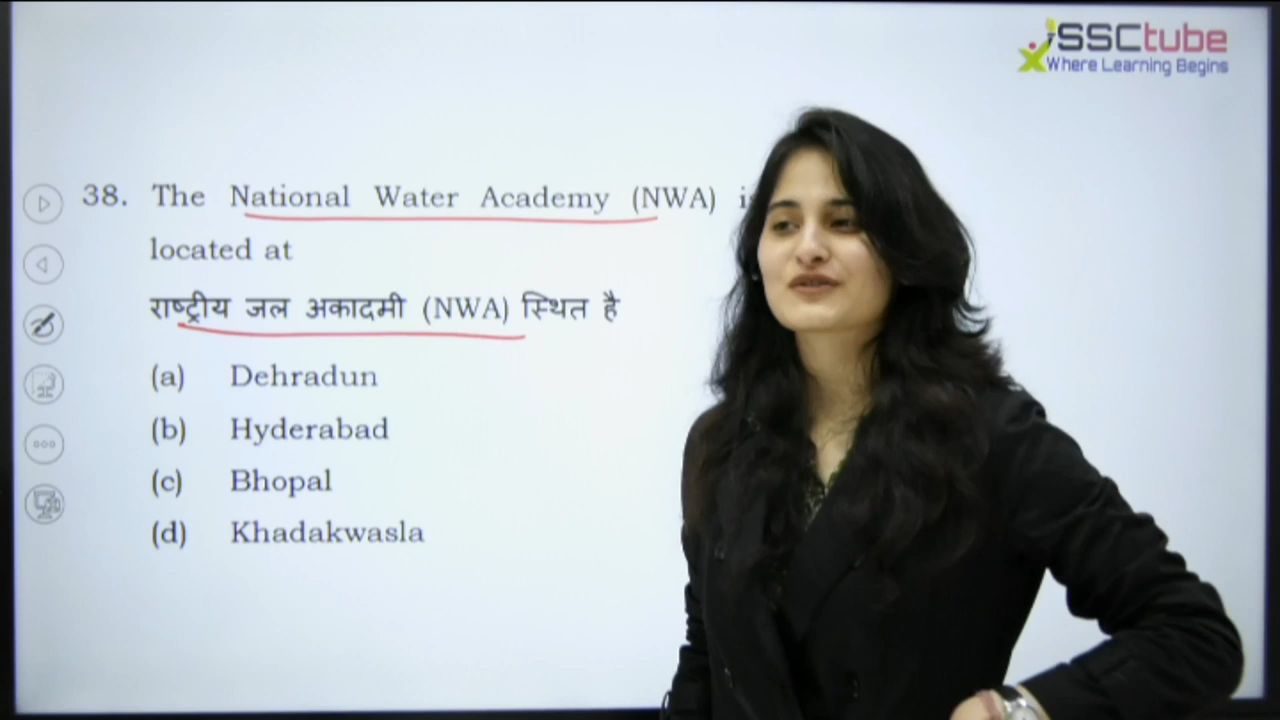 SSCtube
Where Learning Begins
38. The National Water Academy (NWA) is
located at
राष्ट्रीय जल अकादमी (NWA) स्थित है
(a) Dehradun
(b) Hyderabad
(c) Bhopal
(d) Khadakwasla